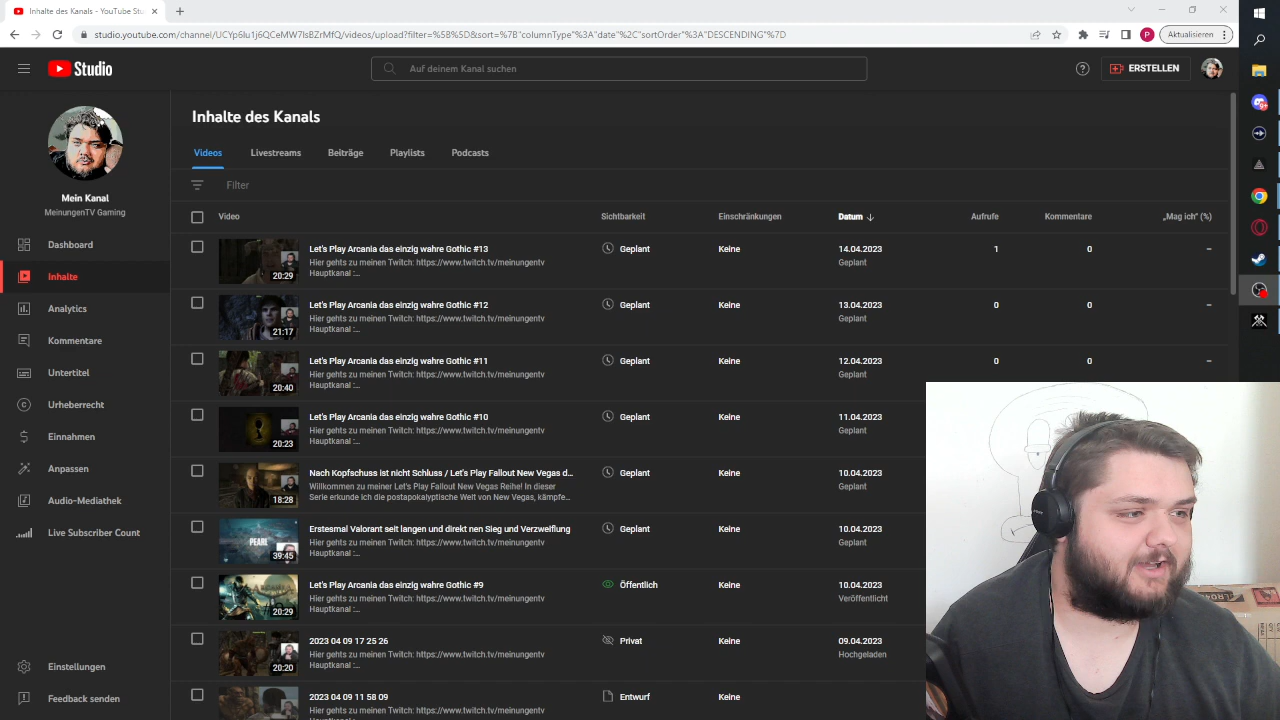 Inhalte des Kanals - YouTube Stu
studio.youtube.com/channel/UCYp6Iu1j6QCeMW7IsBZrMfQ/videos/upload?filter=%5B%5D&sort=%7B"columnType"%3A"date"%2C"sortOrder"%3A"DESCENDING"%7D
P
Aktualisieren
Studio
Auf deinem Kanal suchen
ERSTELLEN
Mein Kanal
MeinungenTV Gaming
Dashboard
Inhalte
Analytics
Kommentare
Untertitel
Urheberrecht
Einnahmen
Anpassen
Audio-Mediathek
Live Subscriber Count
Einstellungen
Feedback senden
Inhalte des Kanals
Videos Livestreams Beiträge Playlists Podcasts
Filter
Video Sichtbarkeit Einschränkungen Datum Aufrufe Kommentare „Mag ich" (%)
20:29
Let's Play Arcania das einzig wahre Gothic #13 Geplant Keine 14.04.2023 1 0 –
Hier gehts zu meinen Twitch: https://www.twitch.tv/meinungentv Geplant
Hauptkanal :...
21:17
Let's Play Arcania das einzig wahre Gothic #12 Geplant Keine 13.04.2023 0 0 –
Hier gehts zu meinen Twitch: https://www.twitch.tv/meinungentv Geplant
Hauptkanal :...
20:40
Let's Play Arcania das einzig wahre Gothic #11 Geplant Keine 12.04.2023 0 0 –
Hier gehts zu meinen Twitch: https://www.twitch.tv/meinungentv Geplant
Hauptkanal :...
20:23
Let's Play Arcania das einzig wahre Gothic #10 Geplant Keine 11.04.2023
Hier gehts zu meinen Twitch: https://www.twitch.tv/meinungentv Geplant
Hauptkanal :...
18:28
Nach Kopfschuss ist nicht Schluss / Let's Play Fallout New Vegas d... Geplant Keine 10.04.2023
Willkommen zu meiner Let's Play Fallout New Vegas Reihe! In dieser Geplant
Serie erkunde ich die postapokalyptische Welt von New Vegas, kämpfe...
PEARL
39:45
Erstesmal Valorant seit langen und direkt nen Sieg und Verzweiflung Geplant Keine 10.04.2023
Hier gehts zu meinen Twitch: https://www.twitch.tv/meinungentv Geplant
Hauptkanal :...
20:29
Let's Play Arcania das einzig wahre Gothic #9 Öffentlich Keine 10.04.2023
Hier gehts zu meinen Twitch: https://www.twitch.tv/meinungentv Veröffentlicht
Hauptkanal :...
20:20
2023 04 09 17 25 26 Privat Keine 09.04.2023
Hier gehts zu meinen Twitch: https://www.twitch.tv/meinungentv Hochgeladen
Hauptkanal :...
2023 04 09 11 58 09 Entwurf Keine
Hier gehts zu meinen Twitch: https://www.twitch.tv/meinungentv
Hauptkanal :...